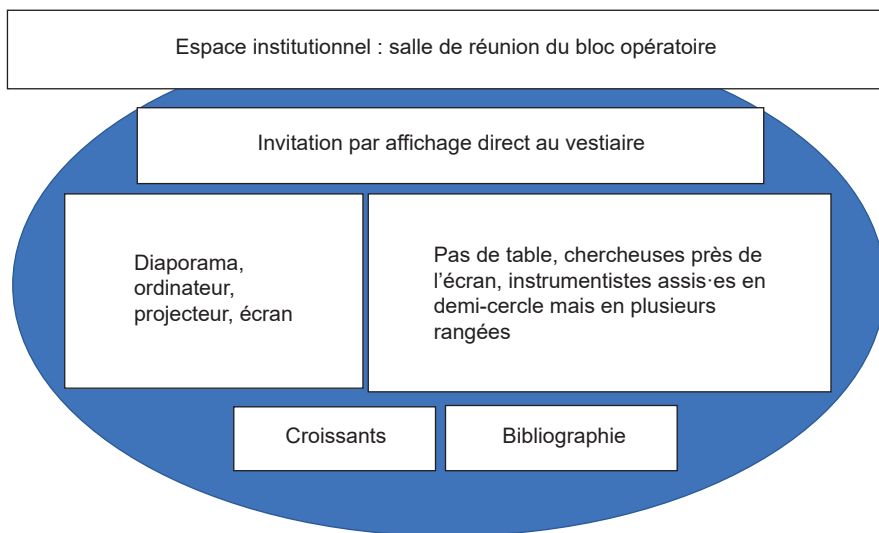 Espace institutionnel : salle de réunion du bloc opératoire
Invitation par affichage direct au vestiaire
Diaporama,
ordinateur,
projecteur, écran
Pas de table, chercheuses près de
l’écran, instrumentistes assis·es en
demi-cercle mais en plusieurs
rangées
Croissants
Bibliographie